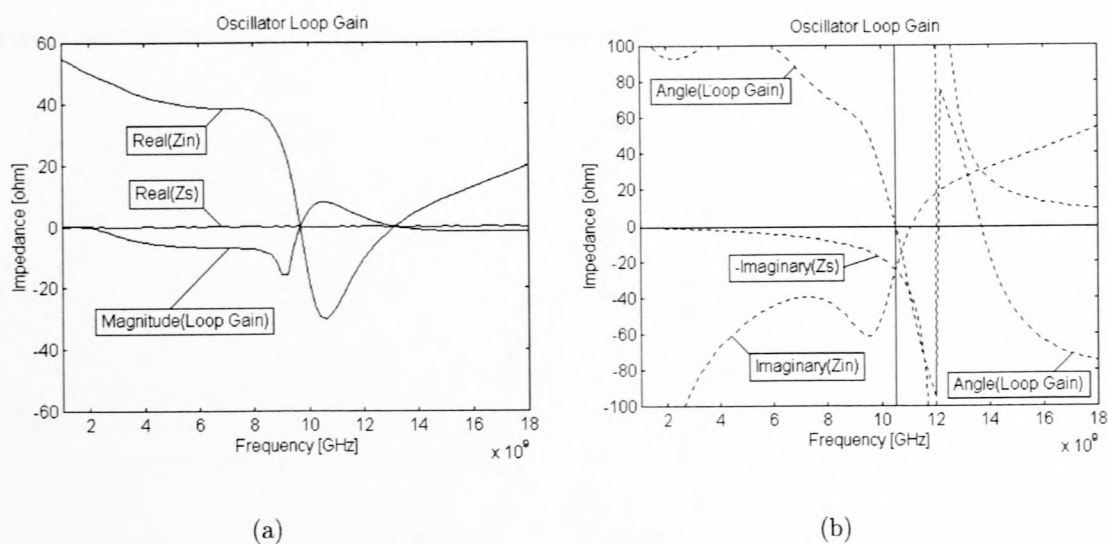 Oscillator Loop Gain
60
40
20
0
-20
-40
-60
Impedance [ohm]
Real(Zin)
Real(Zs)
Magnitude(Loop Gain)
2 4 6 8 10 12 14 16 18
Frequency [GHz]
x 10⁹
(a)
Oscillator Loop Gain
100
80
60
40
20
0
-20
-40
-60
-80
-100
Impedance [ohm]
Angle(Loop Gain)
-Imaginary(Zs)
Imaginary(Zin)
Angle(Loop Gain)
2 4 6 8 10 12 14 16 18
Frequency [GHz]
x 10⁹
(b)